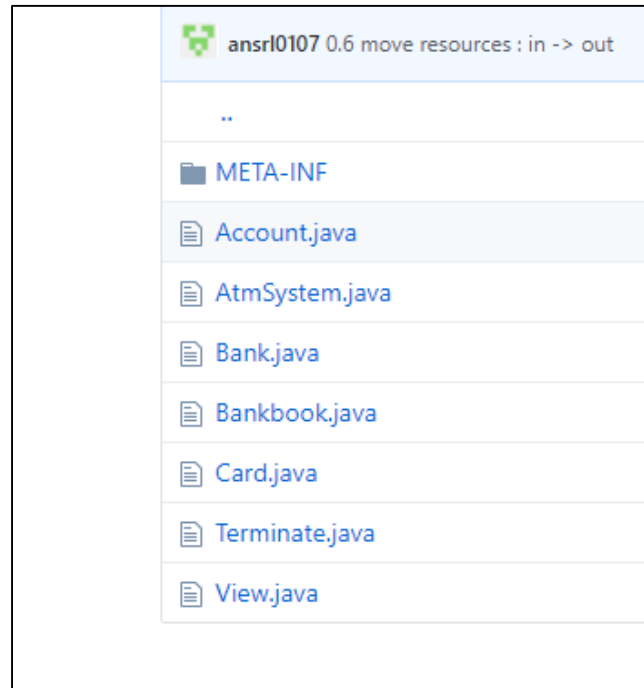 ansrl0107 0.6 move resources : in -> out
..
META-INF
Account.java
AtmSystem.java
Bank.java
Bankbook.java
Card.java
Terminate.java
View.java